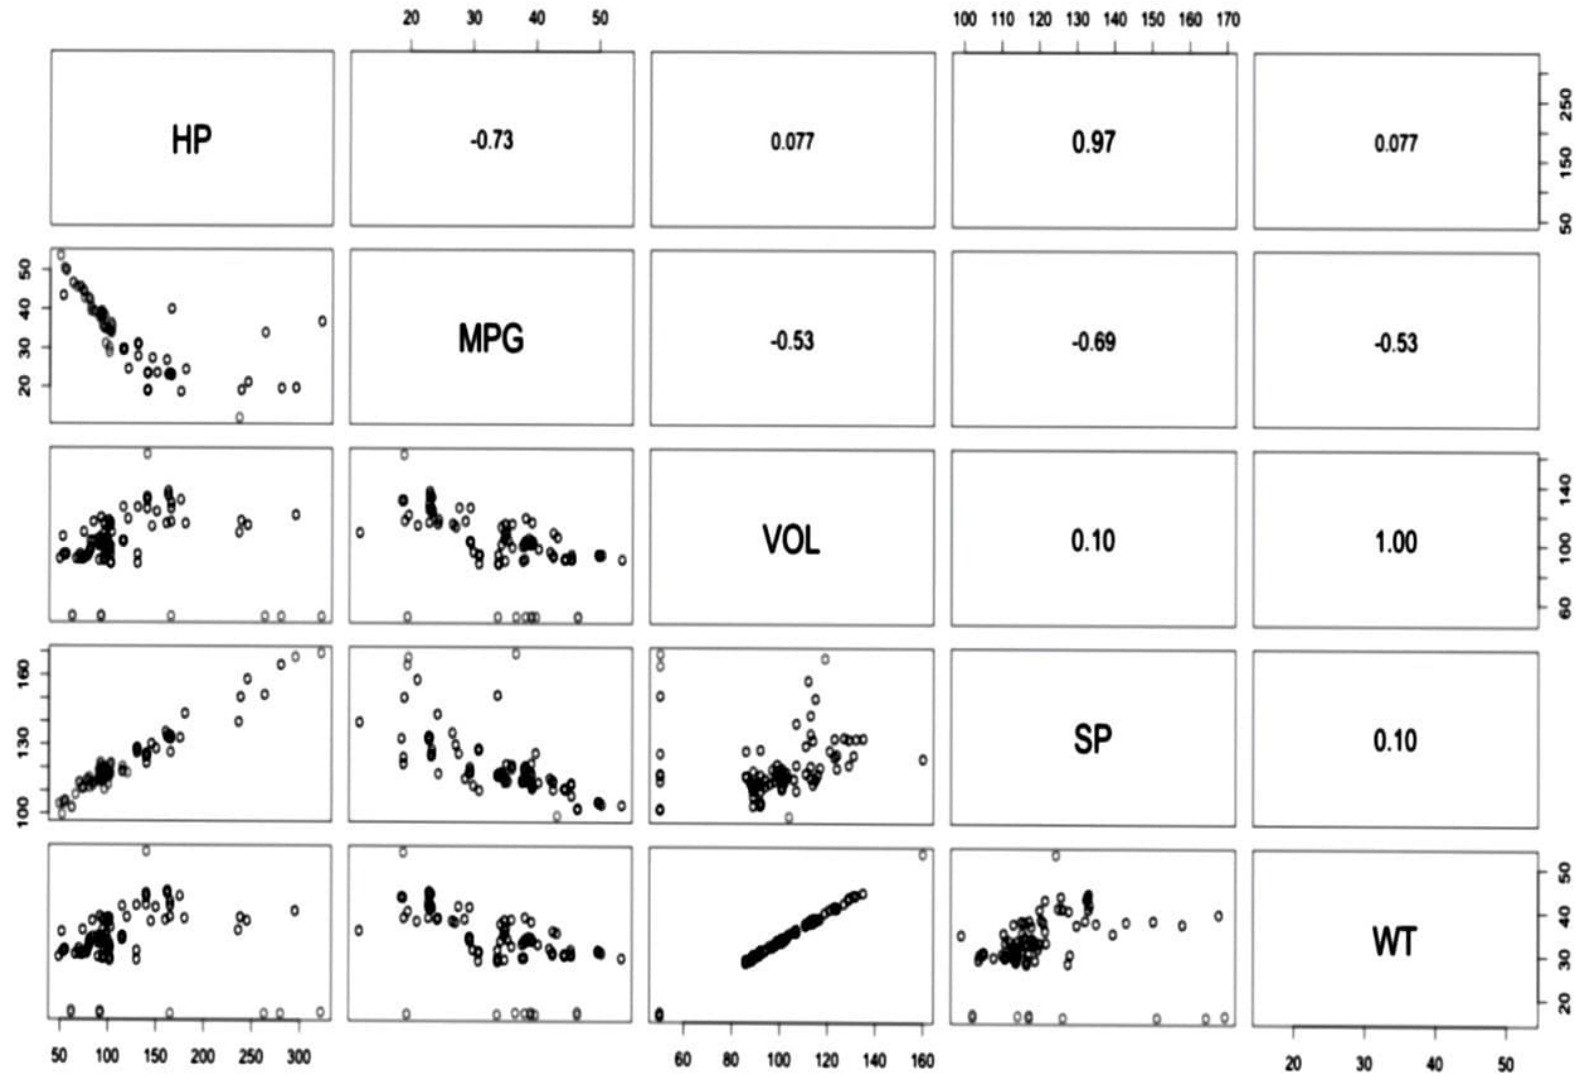 20 30 40 50 100 110 120 130 140 150 160 170
HP -0.73 0.077 0.97 0.077
50 150 250
20 30 40 50
MPG -0.53 -0.69 -0.53
VOL 0.10 1.00
60 100 140
100 130 160
SP 0.10
WT
20 30 40 50
50 100 150 200 250 300 60 80 100 120 140 160 20 30 40 50